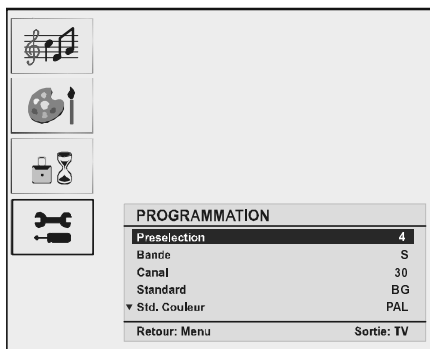 PROGRAMMATION
Preselection 4
Bande S
Canal 30
Standard BG
▼ Std. Couleur PAL
Retour: Menu Sortie: TV